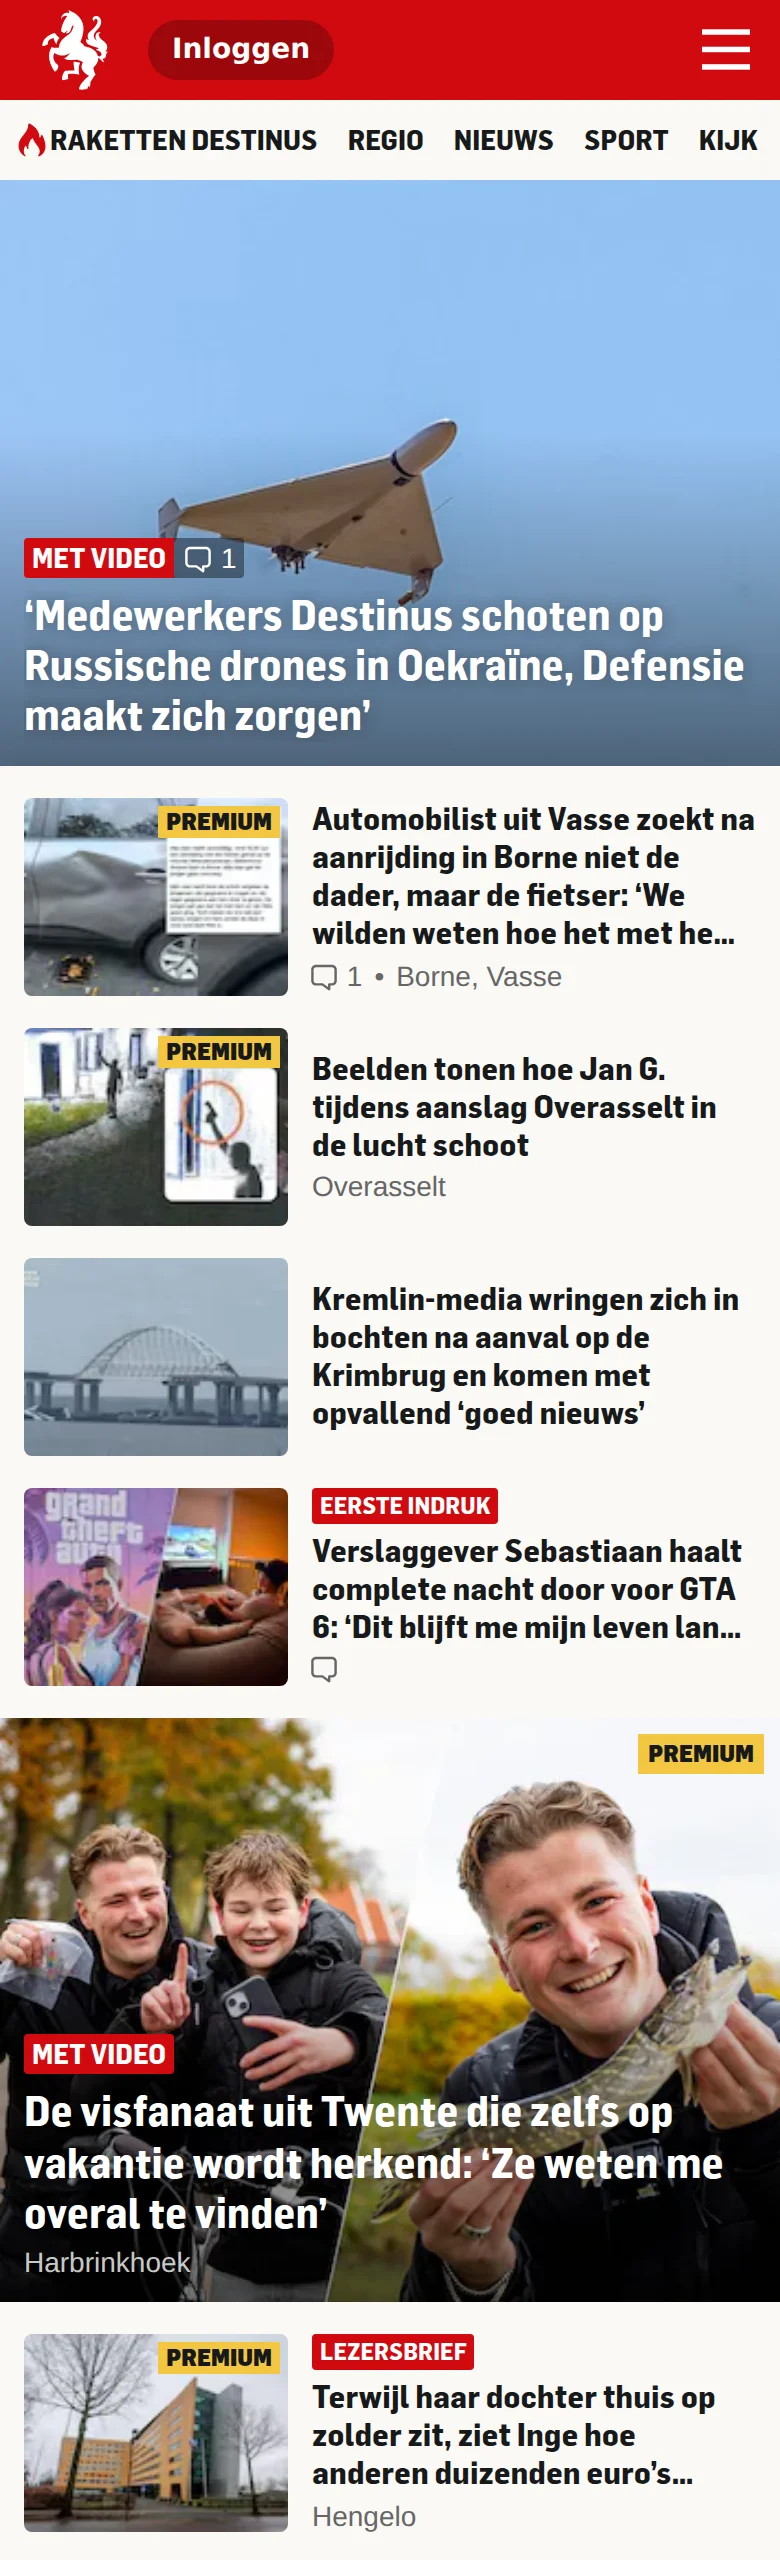 Inloggen
RAKETTEN DESTINUS REGIO NIEUWS SPORT KIJK
MET VIDEO 1
‘Medewerkers Destinus schoten op
Russische drones in Oekraïne, Defensie
maakt zich zorgen’
PREMIUM
Automobilist uit Vasse zoekt na
aanrijding in Borne niet de
dader, maar de fietser: ‘We
wilden weten hoe het met he...
1 • Borne, Vasse
PREMIUM
Beelden tonen hoe Jan G.
tijdens aanslag Overasselt in
de lucht schoot
Overasselt
Kremlin-media wringen zich in
bochten na aanval op de
Krimbrug en komen met
opvallend ‘goed nieuws’
grand
theft
auto
EERSTE INDRUK
Verslaggever Sebastiaan haalt
complete nacht door voor GTA
6: ‘Dit blijft me mijn leven lan...
PREMIUM
MET VIDEO
De visfanaat uit Twente die zelfs op
vakantie wordt herkend: ‘Ze weten me
overal te vinden’
Harbrinkhoek
PREMIUM
LEZERSBRIEF
Terwijl haar dochter thuis op
zolder zit, ziet Inge hoe
anderen duizenden euro’s...
Hengelo